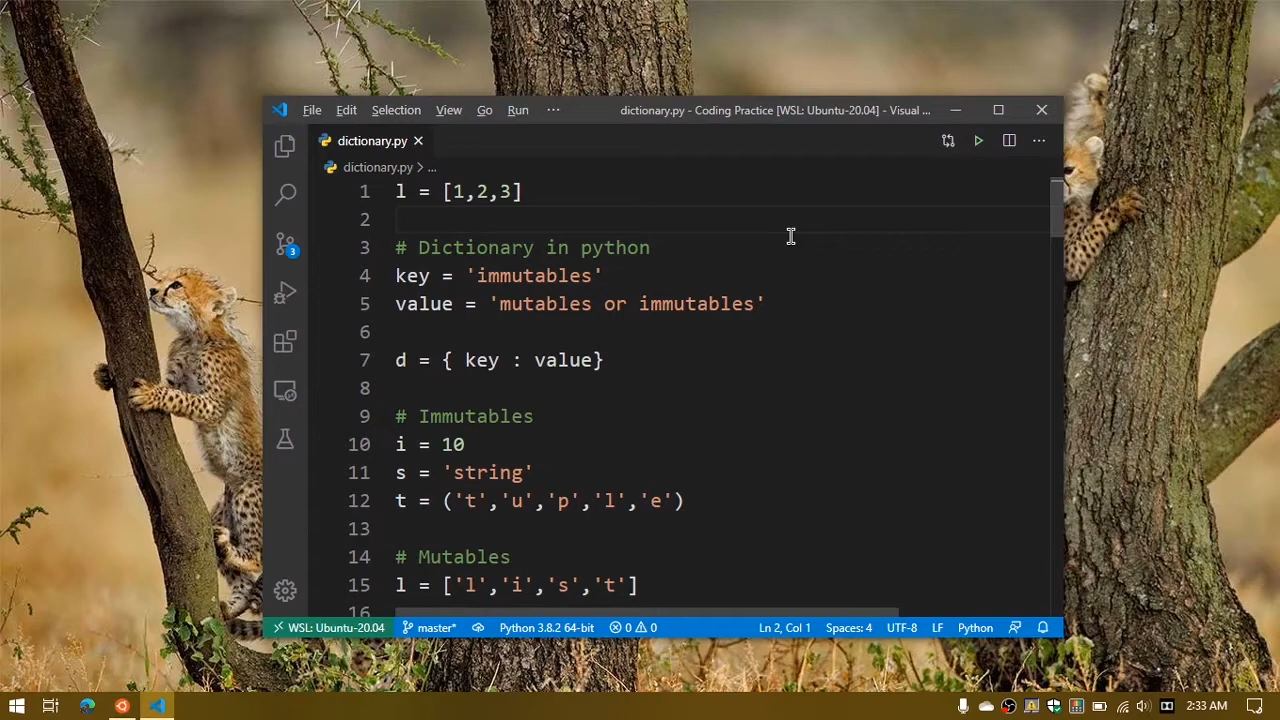 File Edit Selection View Go Run ··· dictionary.py - Coding Practice [WSL: Ubuntu-20.04] - Visual ...
dictionary.py
dictionary.py > ...
1 l = [1,2,3]
2
3 # Dictionary in python
4 key = 'immutables'
5 value = 'mutables or immutables'
6
7 d = { key : value}
8
9 # Immutables
10 i = 10
11 s = 'string'
12 t = ('t','u','p','l','e')
13
14 # Mutables
15 l = ['l','i','s','t']
16
3
WSL: Ubuntu-20.04 master* Python 3.8.2 64-bit 0 0 Ln 2, Col 1 Spaces: 4 UTF-8 LF Python
2:33 AM